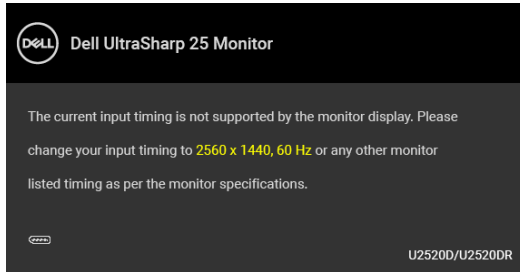 DELL
Dell UltraSharp 25 Monitor
The current input timing is not supported by the monitor display. Please
change your input timing to 2560 x 1440, 60 Hz or any other monitor
listed timing as per the monitor specifications.
U2520D/U2520DR